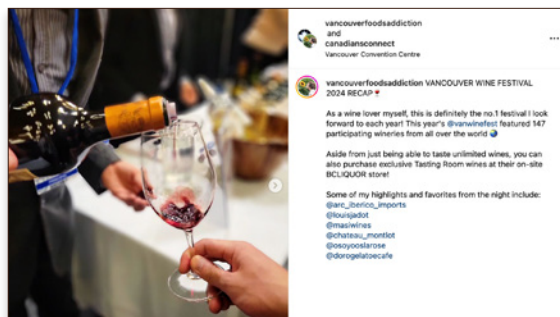 vancouverfoodsaddiction
and
canadiansconnect
Vancouver Convention Centre
vancouverfoodsaddiction VANCOUVER WINE FESTIVAL
2024 RECAP🍷
As a wine lover myself, this is definitely the no.1 festival I look
forward to each year! This year's @vanwinefest featured 147
participating wineries from all over the world 🌎
Aside from just being able to taste unlimited wines, you can
also purchase exclusive Tasting Room wines at their on-site
BCLIQUOR store!
Some of my highlights and favorites from the night include:
@arc_iberico_imports
@louisjadot
@masiwines
@chateau_montlot
@osoyooslarose
@dorogelatoecafe